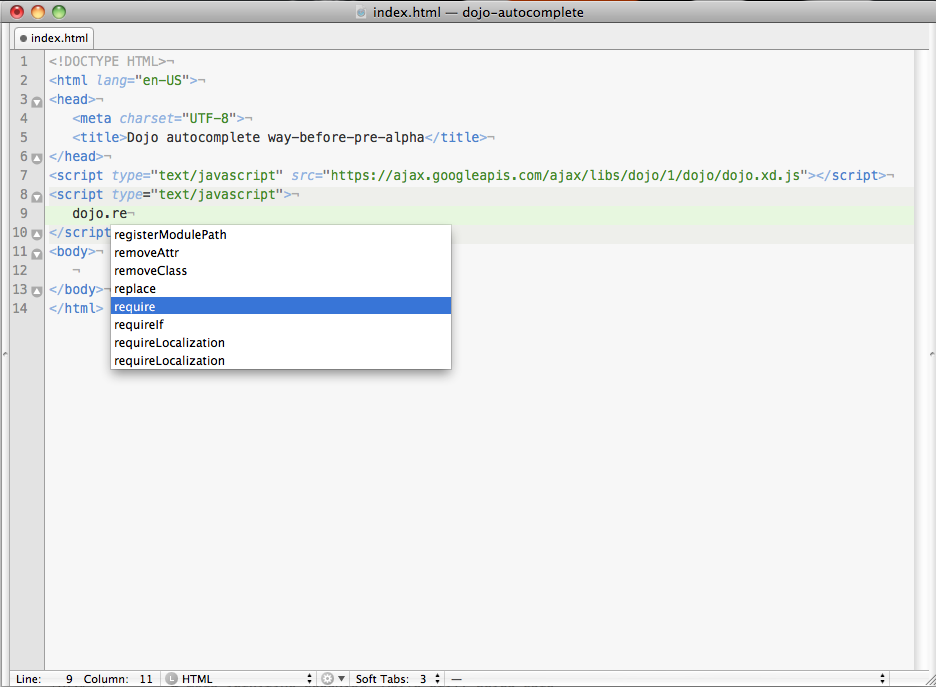 index.html — dojo-autocomplete
index.html
1 <!DOCTYPE HTML>¬
2 <html lang="en-US">¬
3 <head>¬
4 <meta charset="UTF-8">¬
5 <title>Dojo autocomplete way-before-pre-alpha</title>¬
6 </head>¬
7 <script type="text/javascript" src="https://ajax.googleapis.com/ajax/libs/dojo/1/dojo/dojo.xd.js"></script>¬
8 <script type="text/javascript">¬
9 dojo.re¬
10 </script
registerModulePath
11 <body>¬
removeAttr
12 ¬
removeClass
13 </body>¬
replace
14 </html>
require
requireIf
requireLocalization
requireLocalization
Line: 9 Column: 11 L HTML Soft Tabs: 3 —